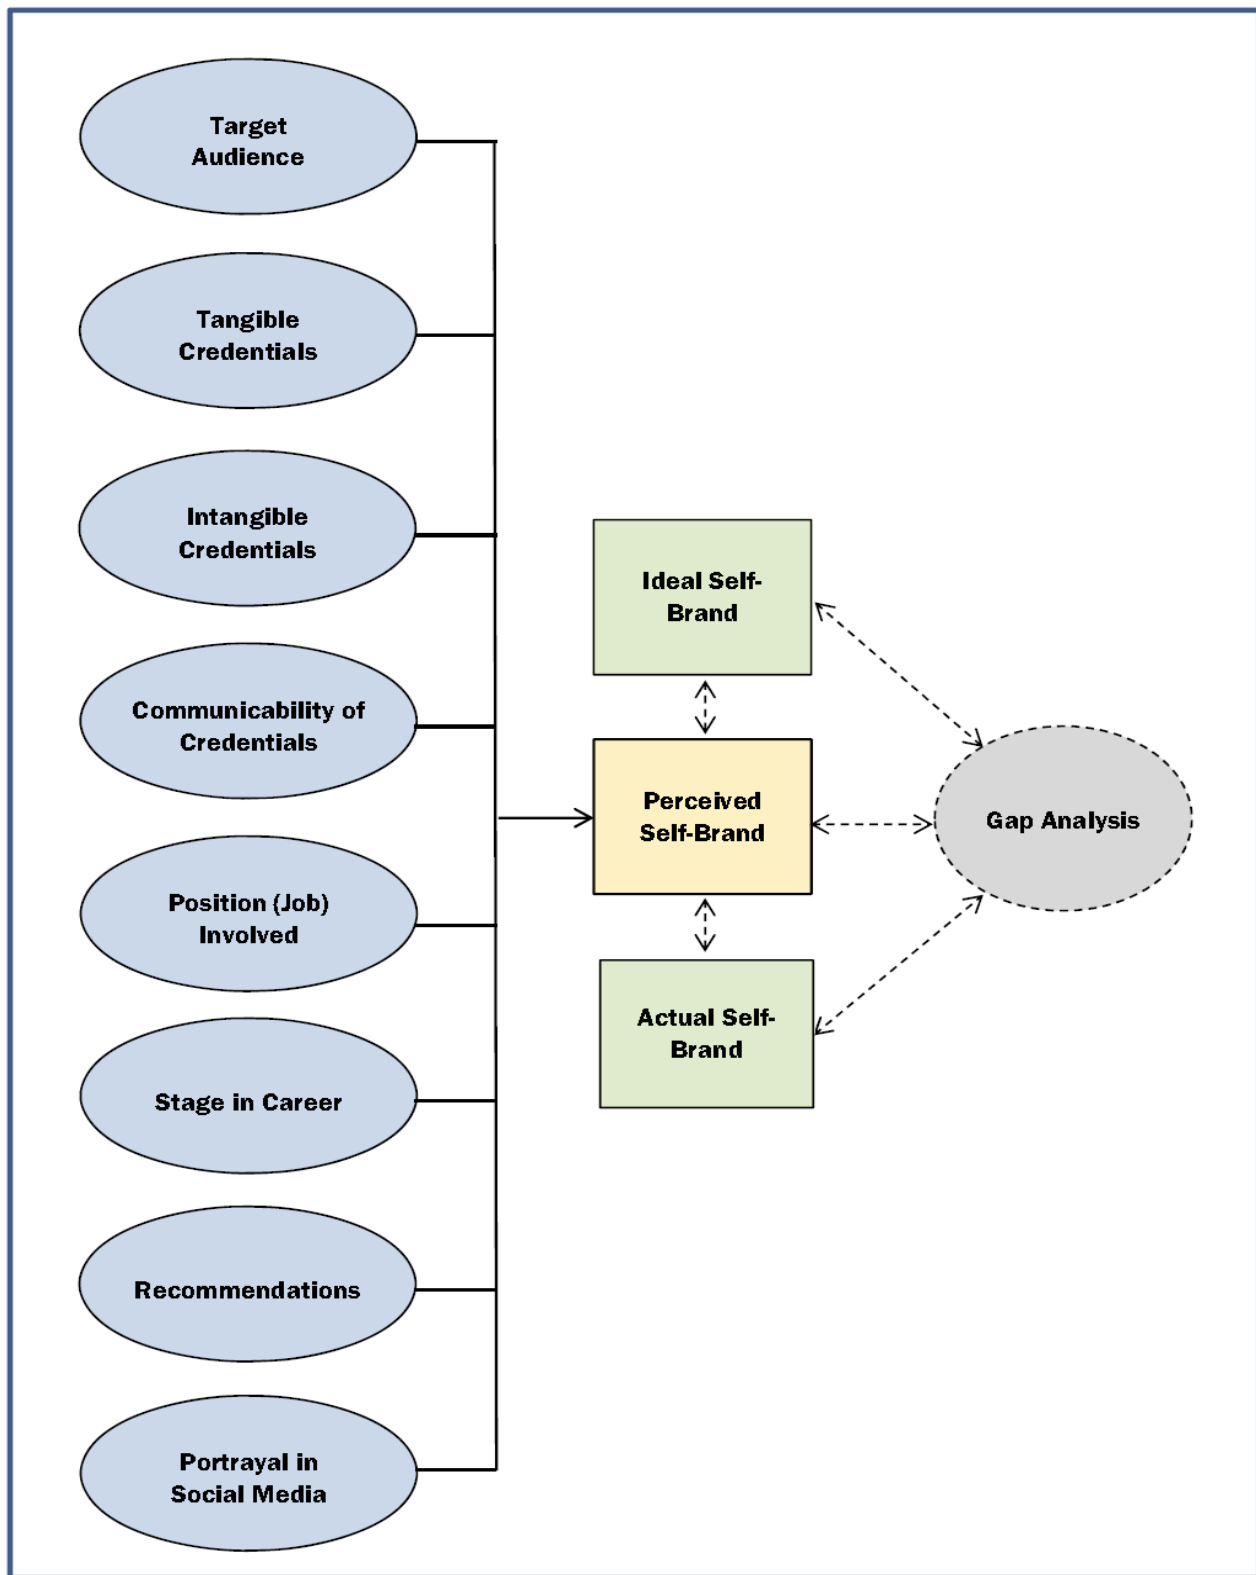 Target
Audience
Tangible
Credentials
Intangible
Credentials
Communicability of
Credentials
Position (Job)
Involved
Stage in Career
Recommendations
Portrayal in
Social Media
Ideal Self-
Brand
Perceived
Self-Brand
Actual Self-
Brand
Gap Analysis